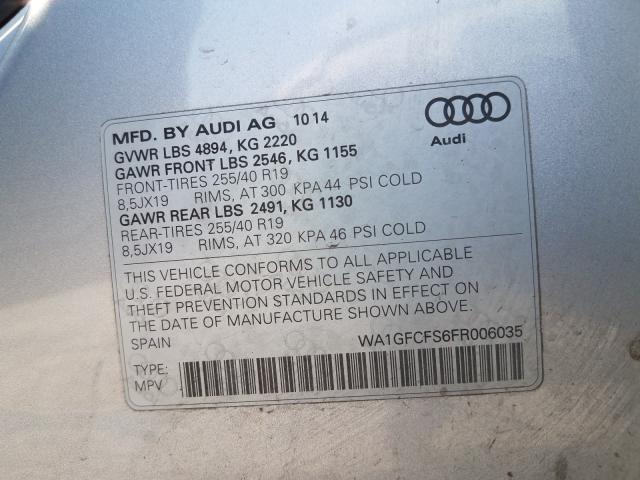 MFD. BY AUDI AG 10 14
GVWR LBS 4894, KG 2220
GAWR FRONT LBS 2546, KG 1155
FRONT-TIRES 255/40 R19
8,5JX19 RIMS, AT 300 KPA 44 PSI COLD
GAWR REAR LBS 2491, KG 1130
REAR-TIRES 255/40 R19
8,5JX19 RIMS, AT 320 KPA 46 PSI COLD
Audi
THIS VEHICLE CONFORMS TO ALL APPLICABLE
U.S. FEDERAL MOTOR VEHICLE SAFETY AND
THEFT PREVENTION STANDARDS IN EFFECT ON
THE DATE OF MANUFACTURE SHOWN ABOVE.
SPAIN WA1GFCFS6FR006035
TYPE:
MPV